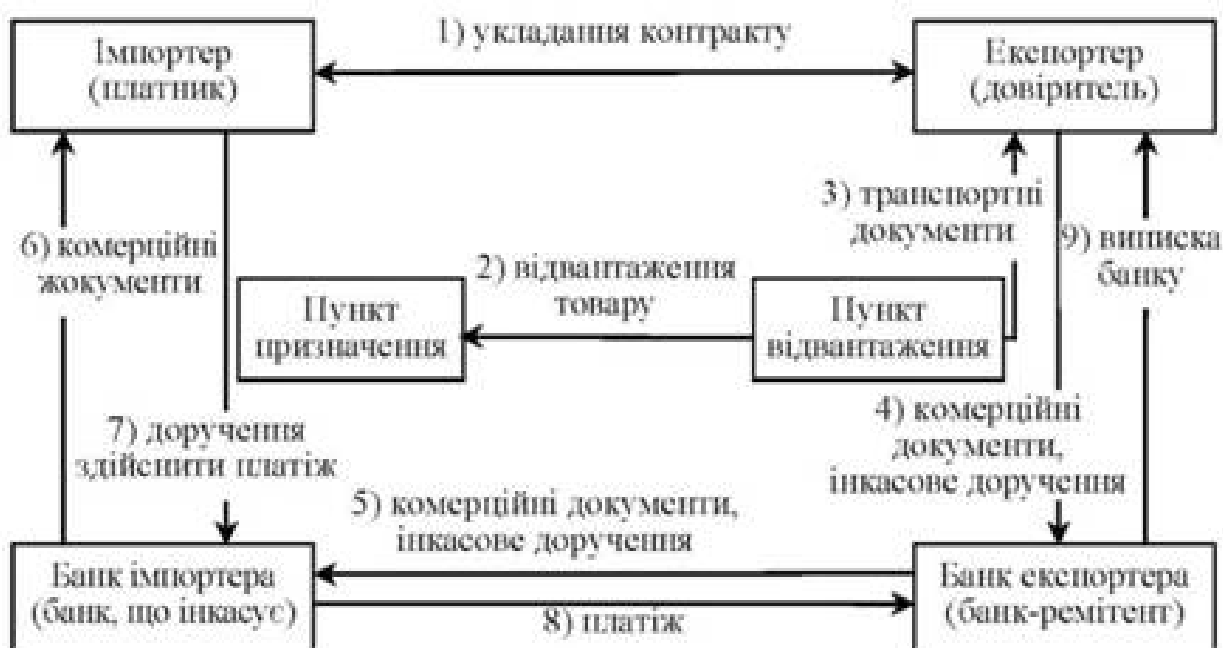 1) укладання контракту
Імпортер
(платник)
Експортер
(довіритель)
3) транспортні
документи
6) комерційні
жокументи
9) виписка
банку
2) відвантаження
товару
Пункт
призначення
Пункт
відвантаження
4) комерційні
документи,
інкасове доручення
7) доручення
здійснити платіж
5) комерційні документи,
інкасове доручення
Банк імпортера
(банк, що інкасує)
Банк експортера
(банк-ремітент)
8) платіж